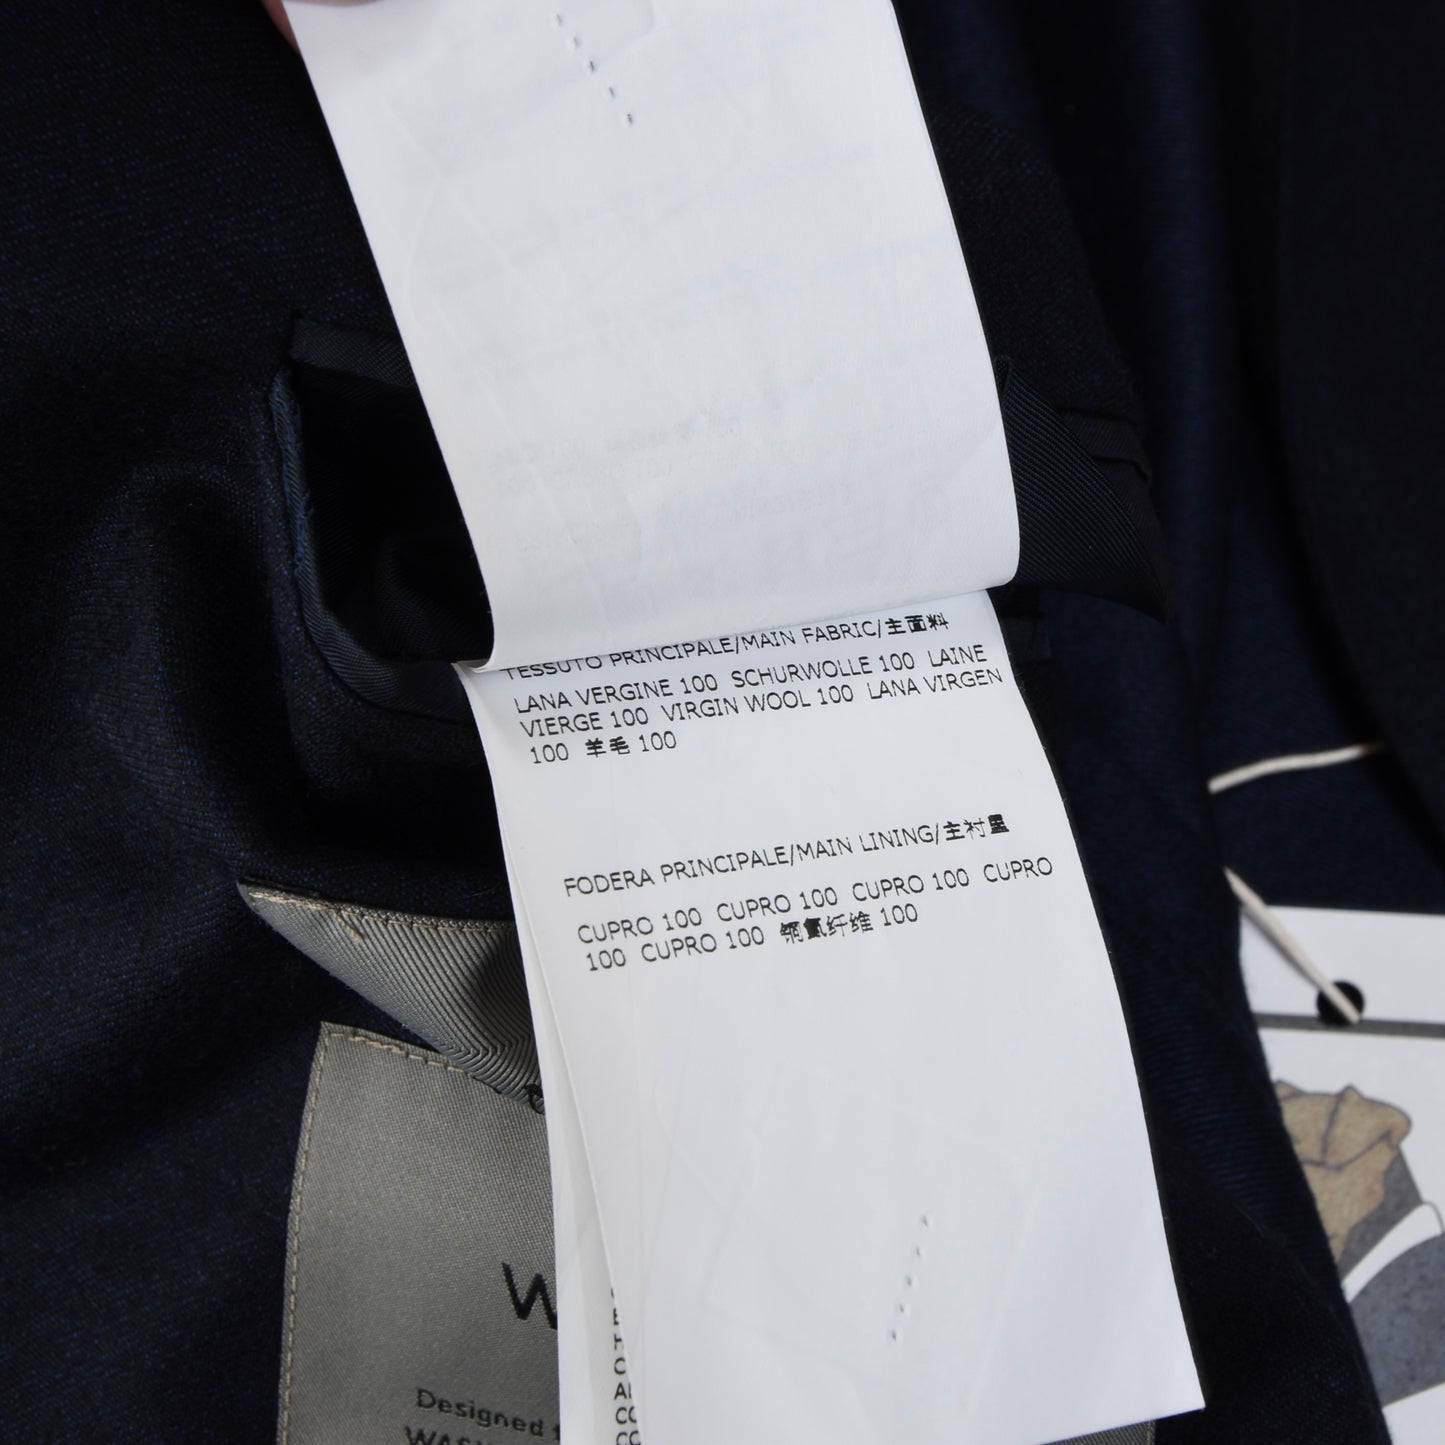 TESSUTO PRINCIPALE/MAIN FABRIC/主面料
LANA VERGINE 100 SCHURWOLLE 100 LAINE
VIERGE 100 VIRGIN WOOL 100 LANA VIRGEN
100 羊毛 100
FODERA PRINCIPALE/MAIN LINING/主衬里
CUPRO 100 CUPRO 100 CUPRO 100 CUPRO
100 CUPRO 100 铜氨纤维 100
W
Designed